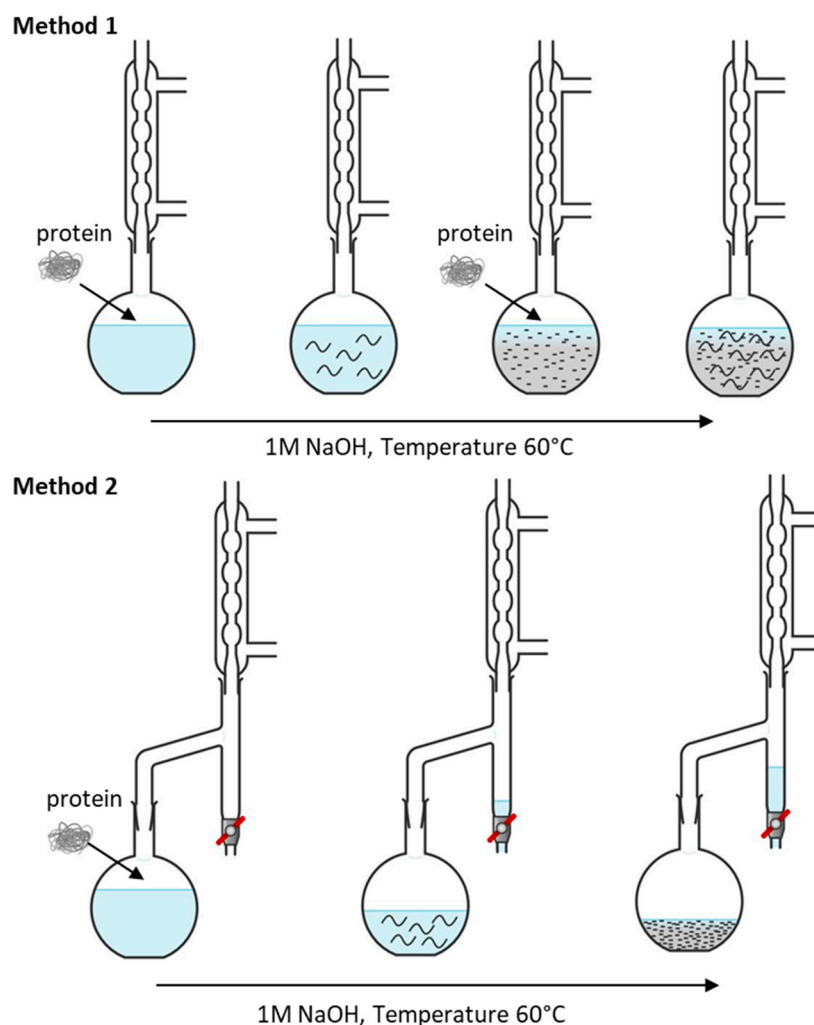 Method 1
protein
protein
1M NaOH, Temperature 60°C
Method 2
protein
1M NaOH, Temperature 60°C